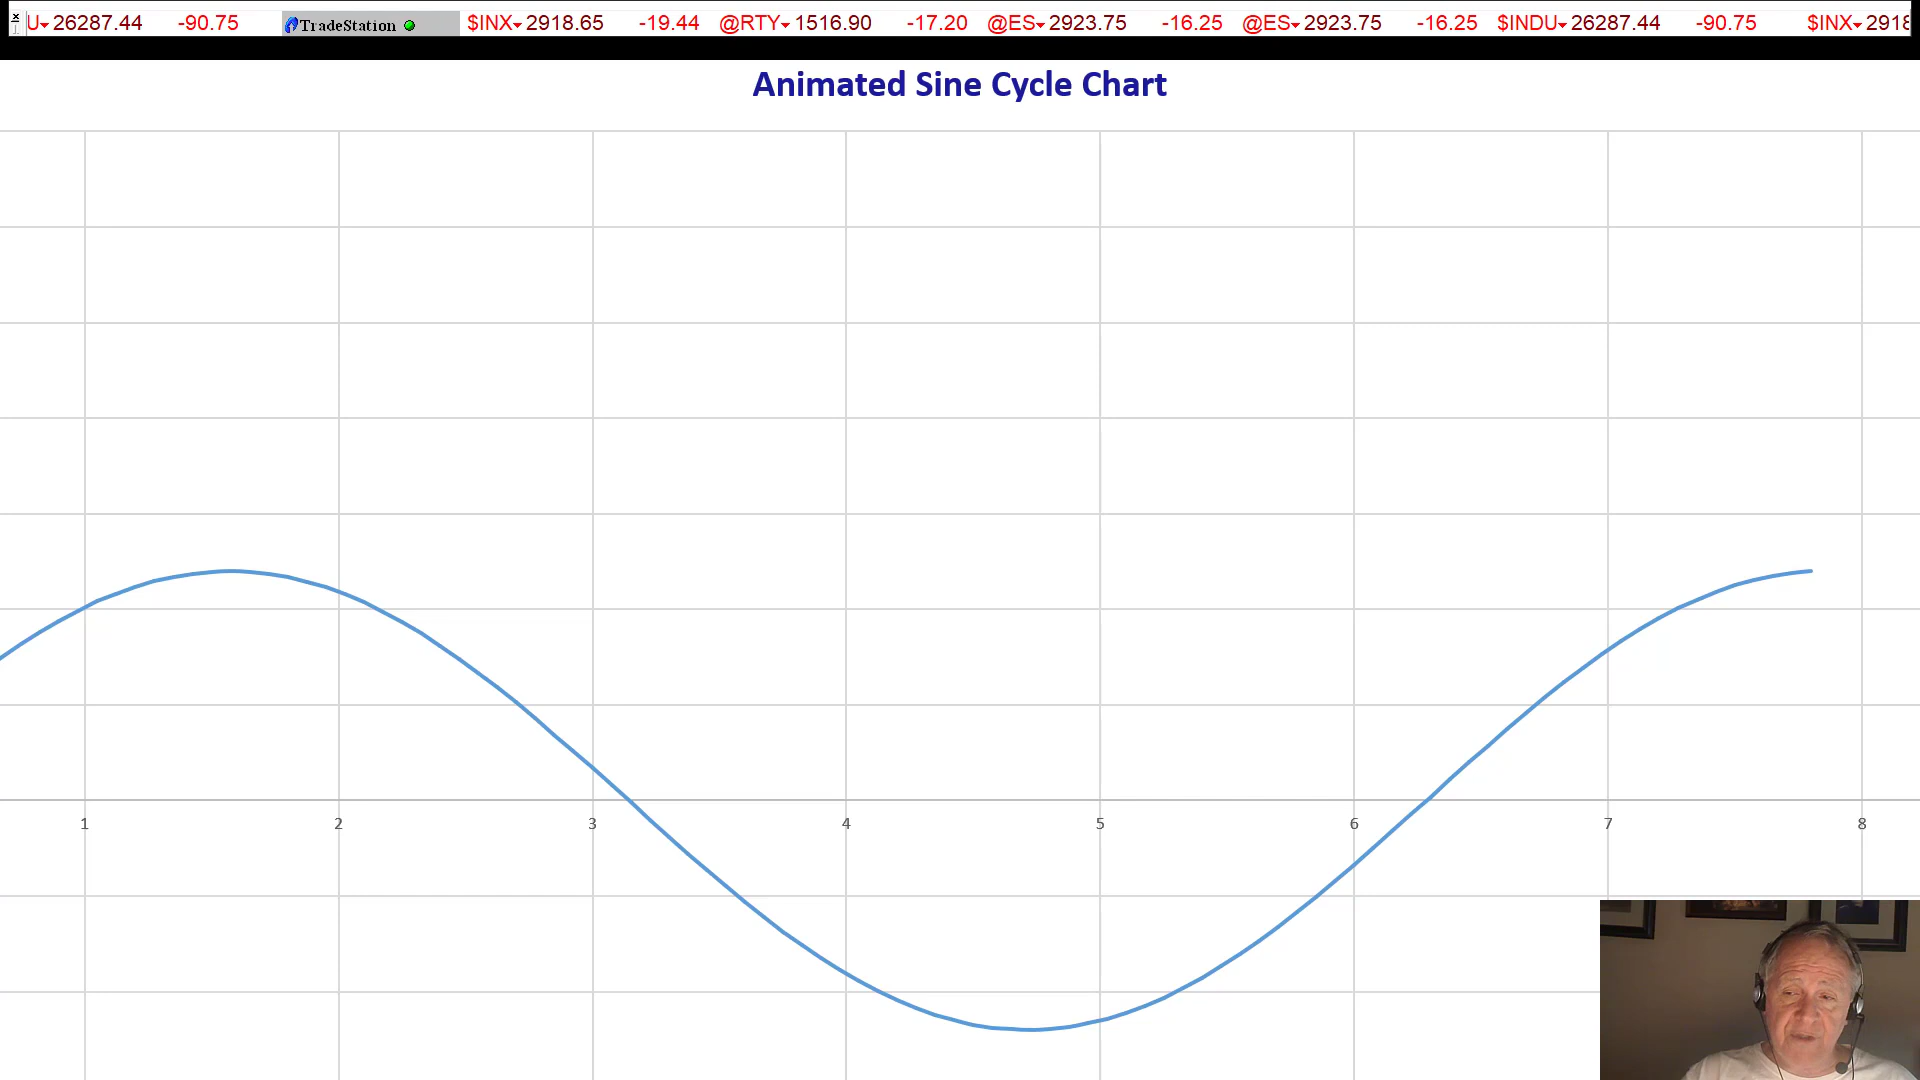 U 26287.44 -90.75 TradeStation $INX 2918.65 -19.44 @RTY 1516.90 -17.20 @ES 2923.75 -16.25 @ES 2923.75 -16.25 $INDU 26287.44 -90.75 $INX 2918
Animated Sine Cycle Chart
1 2 3 4 5 6 7 8